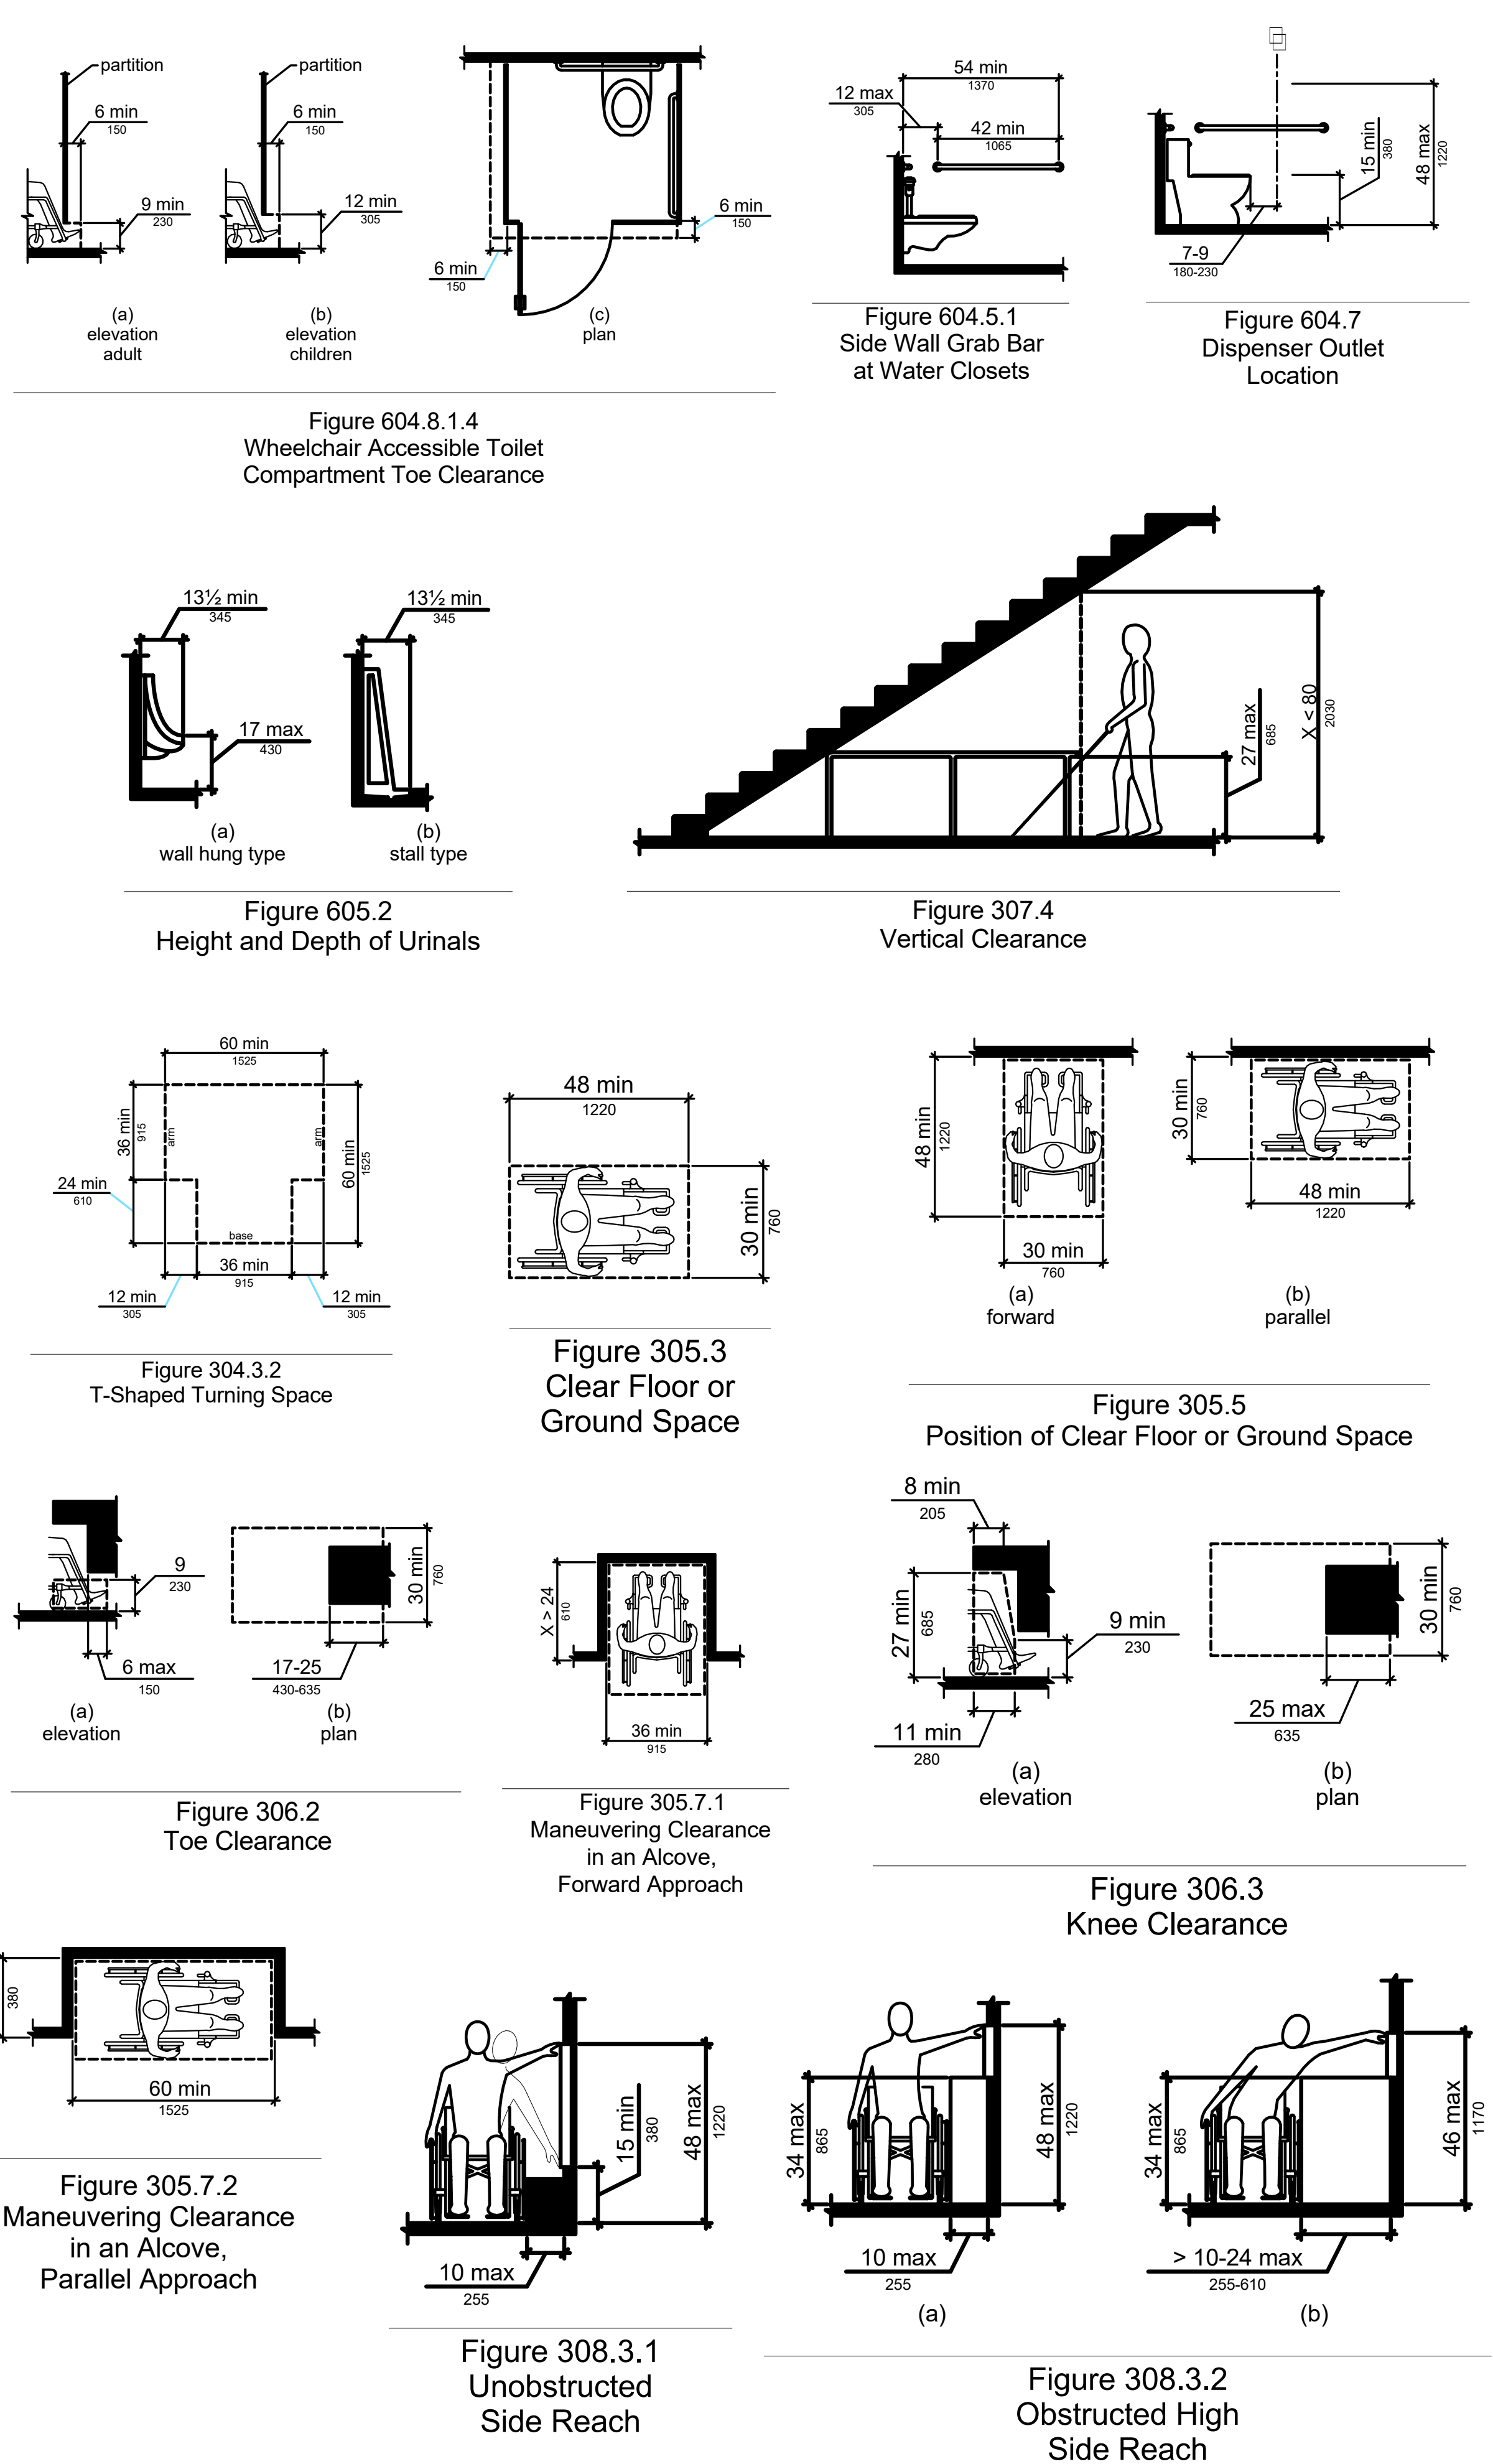 partition
6 min
150
9 min
230
(a)
elevation
adult
partition
6 min
150
12 min
305
(b)
elevation
children
6 min
150
6 min
150
(c)
plan
Figure 604.8.1.4
Wheelchair Accessible Toilet
Compartment Toe Clearance
54 min
1370
12 max
305
42 min
1065
Figure 604.5.1
Side Wall Grab Bar
at Water Closets
15 min
380
48 max
1220
7-9
180-230
Figure 604.7
Dispenser Outlet
Location
13½ min
345
17 max
430
(a)
wall hung type
13½ min
345
(b)
stall type
Figure 605.2
Height and Depth of Urinals
27 max
685
X < 80
2030
Figure 307.4
Vertical Clearance
60 min
1525
36 min
915
arm
arm
60 min
1525
24 min
610
base
36 min
915
12 min
305
12 min
305
Figure 304.3.2
T-Shaped Turning Space
48 min
1220
30 min
760
Figure 305.3
Clear Floor or
Ground Space
48 min
1220
30 min
760
(a)
forward
30 min
760
48 min
1220
(b)
parallel
Figure 305.5
Position of Clear Floor or Ground Space
9
230
6 max
150
(a)
elevation
30 min
760
17-25
430-635
(b)
plan
Figure 306.2
Toe Clearance
X > 24
610
36 min
915
Figure 305.7.1
Maneuvering Clearance
in an Alcove,
Forward Approach
8 min
205
27 min
685
9 min
230
11 min
280
(a)
elevation
30 min
760
25 max
635
(b)
plan
Figure 306.3
Knee Clearance
380
60 min
1525
Figure 305.7.2
Maneuvering Clearance
in an Alcove,
Parallel Approach
15 min
380
48 max
1220
10 max
255
Figure 308.3.1
Unobstructed
Side Reach
34 max
865
48 max
1220
10 max
255
(a)
34 max
865
46 max
1170
> 10-24 max
255-610
(b)
Figure 308.3.2
Obstructed High
Side Reach